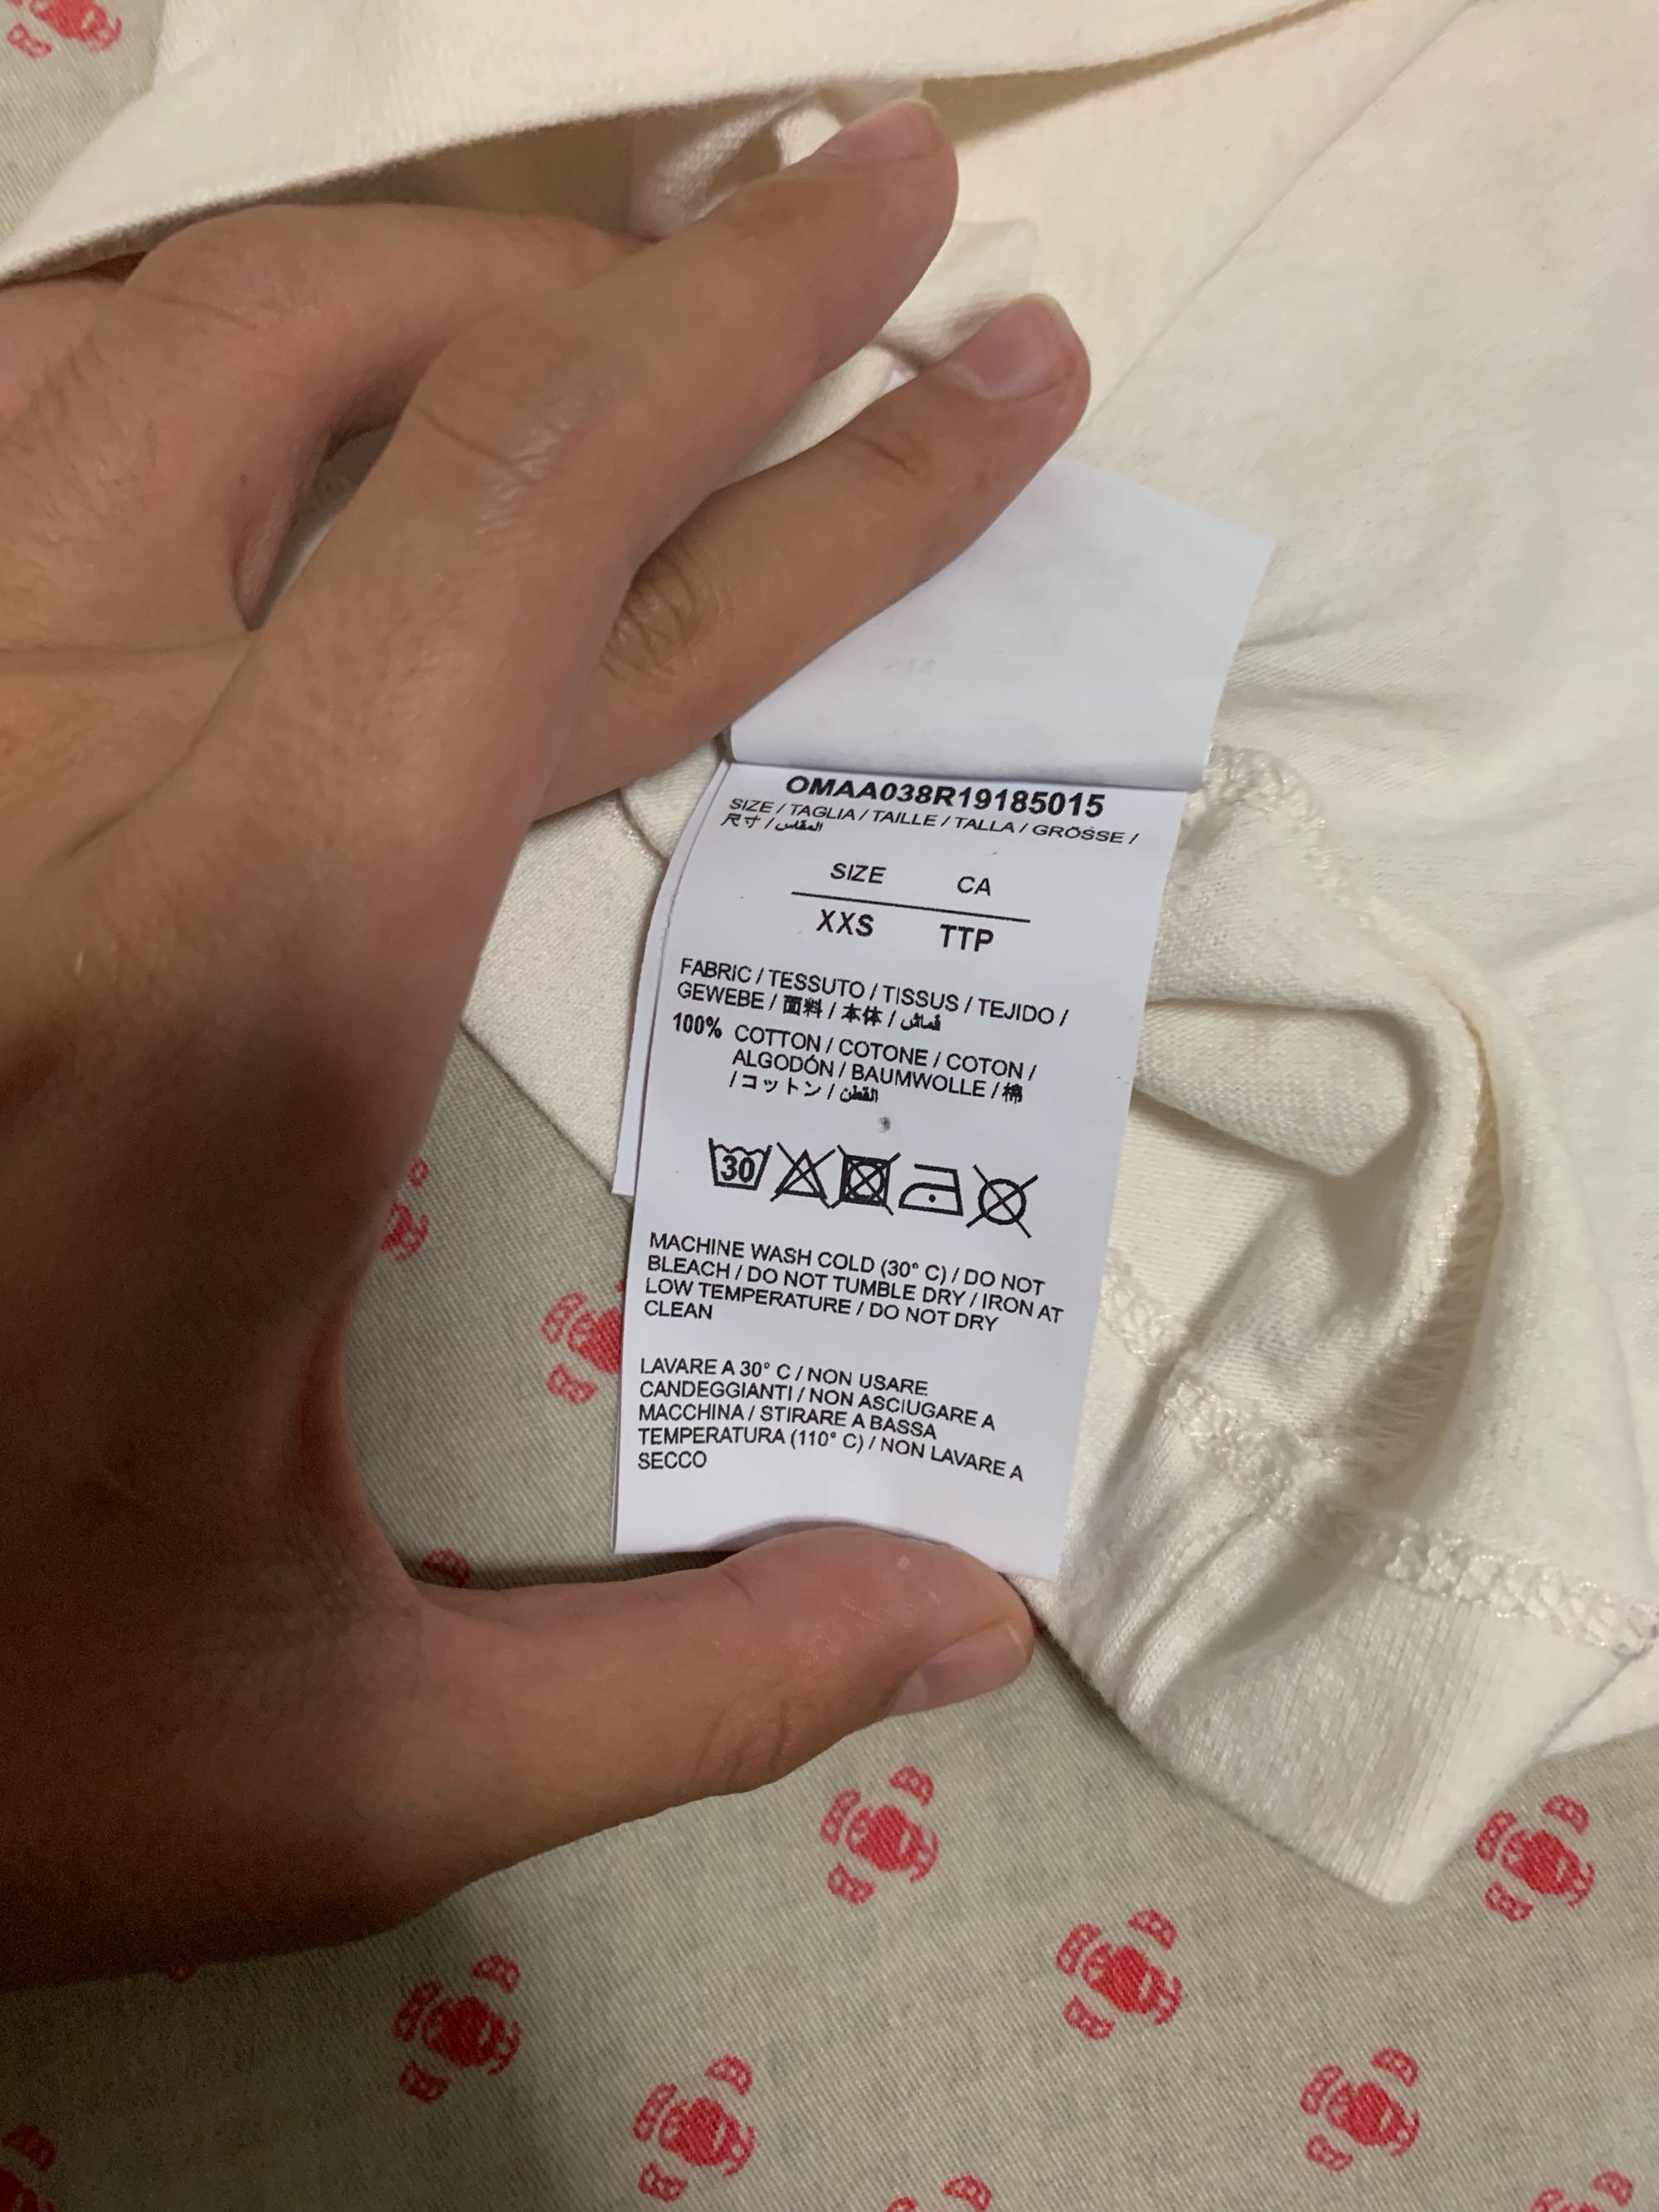 OMAA038R19185015
SIZE / TAGLIA / TAILLE / TALLA / GRÖSSE /
尺寸 / المقاس
SIZE CA
XXS TTP
FABRIC / TESSUTO / TISSUS / TEJIDO /
GEWEBE / 面料 / 本体 / قماش
100% COTTON / COTONE / COTON /
ALGODÓN / BAUMWOLLE / 棉
/ コットン / القطن
30
MACHINE WASH COLD (30° C) / DO NOT
BLEACH / DO NOT TUMBLE DRY / IRON AT
LOW TEMPERATURE / DO NOT DRY
CLEAN
LAVARE A 30° C / NON USARE
CANDEGGIANTI / NON ASCIUGARE A
MACCHINA / STIRARE A BASSA
TEMPERATURA (110° C) / NON LAVARE A
SECCO